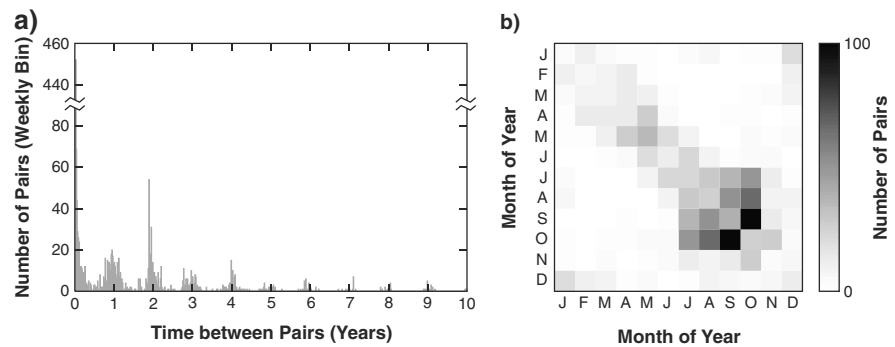 a)
460
440
80
60
40
20
0
Number of Pairs (Weekly Bin)
0 1 2 3 4 5 6 7 8 9 10
Time between Pairs (Years)
b)
J
F
M
A
M
J
J
A
S
O
N
D
Month of Year
J F M A M J J A S O N D
Month of Year
100
0
Number of Pairs